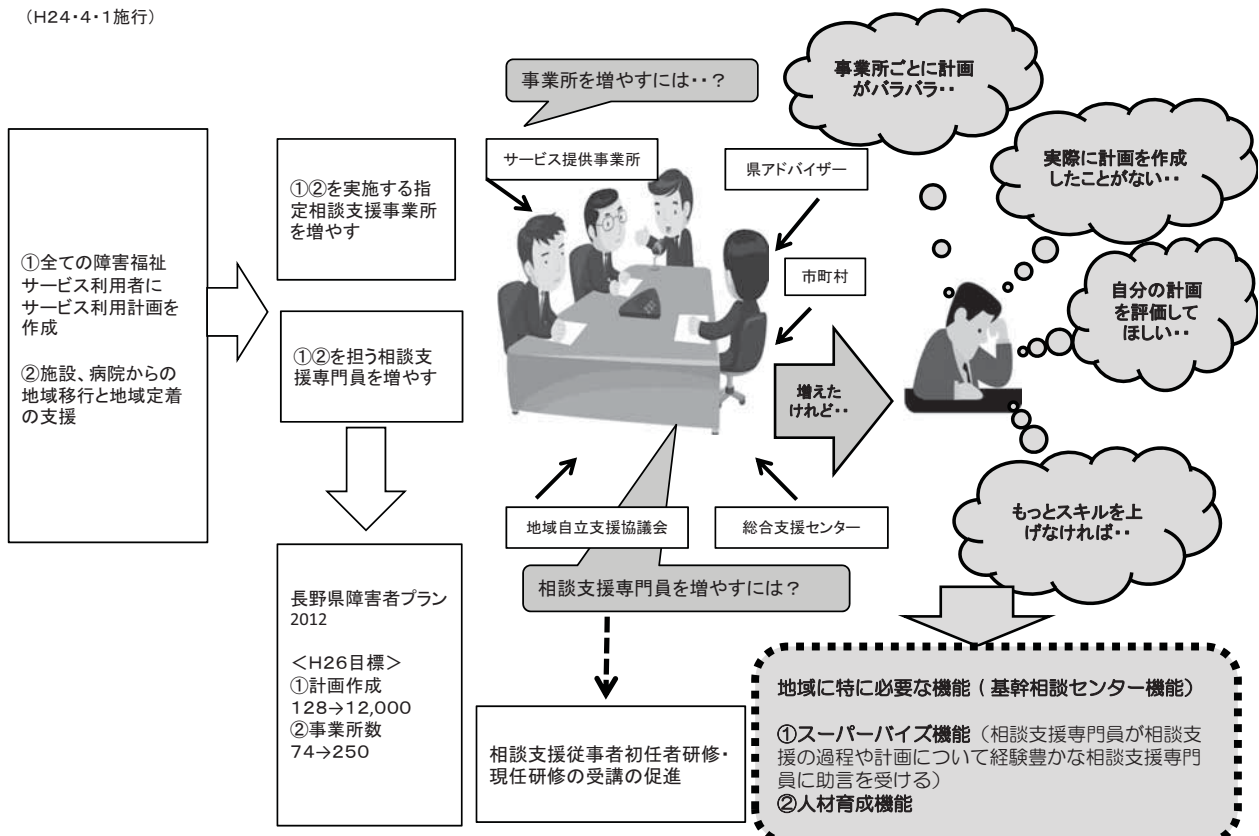 (H24・4・1施行)
①全ての障害福祉
サービス利用者に
サービス利用計画を
作成
②施設、病院からの
地域移行と地域定着
の支援
①②を実施する指
定相談支援事業所
を増やす
①②を担う相談支
援専門員を増やす
長野県障害者プラン
2012
<H26目標>
①計画作成
128→12,000
②事業所数
74→250
事業所を増やすには・・?
サービス提供事業所
県アドバイザー
市町村
地域自立支援協議会
総合支援センター
相談支援専門員を増やすには?
相談支援従事者初任者研修・
現任研修の受講の促進
増えた
けれど・・
事業所ごとに計画
がバラバラ・・
実際に計画を作成
したことがない・・
自分の計画
を評価して
ほしい・・
もっとスキルを上
げなければ・・
地域に特に必要な機能(基幹相談センター機能)
①スーパーバイズ機能(相談支援専門員が相談支
援の過程や計画について経験豊かな相談支援専門
員に助言を受ける)
②人材育成機能